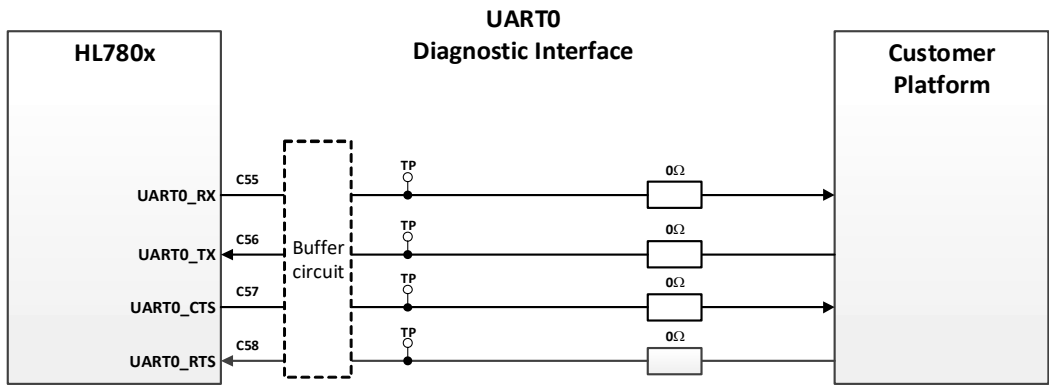 UART0
Diagnostic Interface
HL780x
Customer
Platform
UART0_RX
C55
TP
0Ω
UART0_TX
C56
TP
0Ω
Buffer
circuit
UART0_CTS
C57
TP
0Ω
UART0_RTS
C58
TP
0Ω